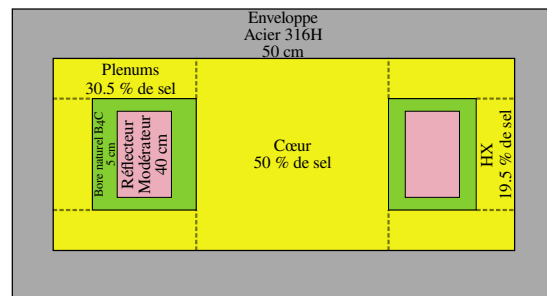 Enveloppe
Acier 316H
50 cm
Plenums
30.5 % de sel
Bore naturel B4C
5 cm
Réflecteur
Modérateur
40 cm
Cœur
50 % de sel
HX
19.5 % de sel